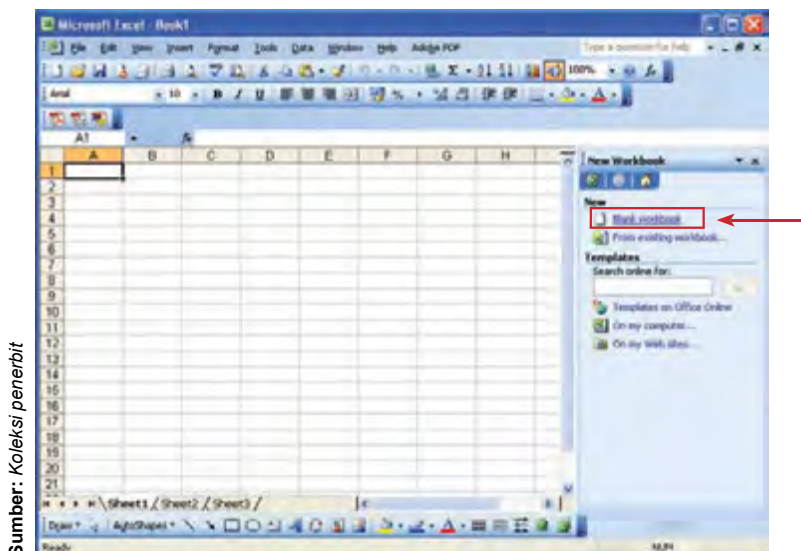 Microsoft Excel - Book1
File Edit View Insert Format Tools Data Window Help Adobe PDF Type a question for help
100%
Arial 10 B I U
A1 fx
A B C D E F G H
New Workbook
New
Blank workbook
From existing workbook...
Templates
Search online for:
Templates on Office Online
On my computer...
On my Web sites...
1
2
3
4
5
6
7
8
9
10
11
12
13
14
15
16
17
18
19
20
21
Sheet1 / Sheet2 / Sheet3 /
Draw AutoShapes
Ready NUM
Sumber: Koleksi penerbit